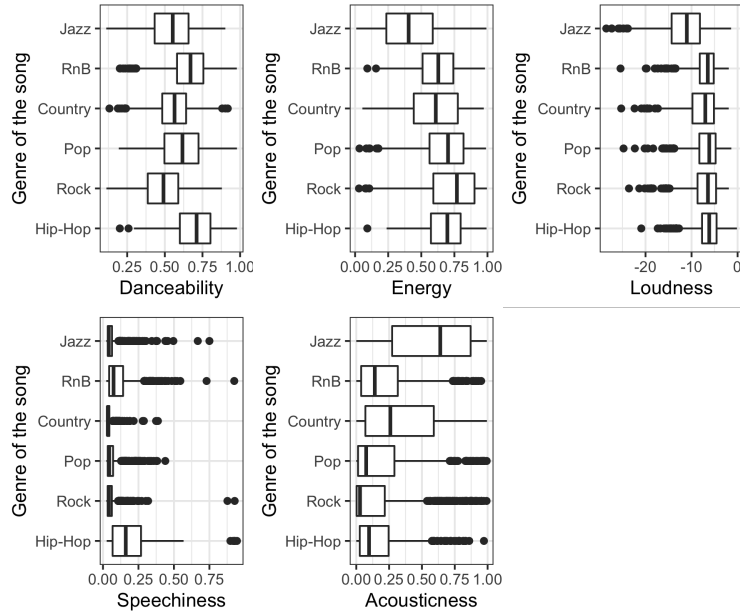 Genre of the song
Jazz
RnB
Country
Pop
Rock
Hip-Hop
0.25 0.50 0.75 1.00
Danceability
Genre of the song
Jazz
RnB
Country
Pop
Rock
Hip-Hop
0.00 0.25 0.50 0.75 1.00
Energy
Genre of the song
Jazz
RnB
Country
Pop
Rock
Hip-Hop
-20 -10 0
Loudness
Genre of the song
Jazz
RnB
Country
Pop
Rock
Hip-Hop
0.00 0.25 0.50 0.75
Speechiness
Genre of the song
Jazz
RnB
Country
Pop
Rock
Hip-Hop
0.00 0.25 0.50 0.75 1.00
Acousticness